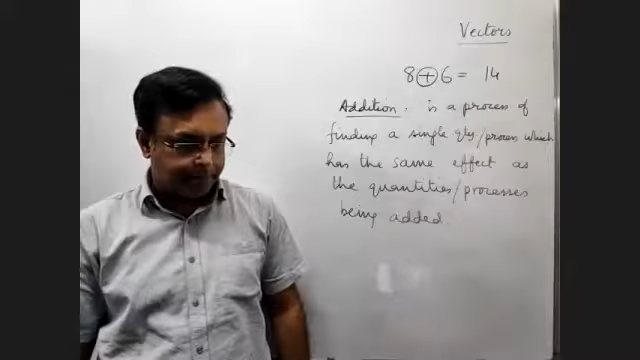 Vectors
8 + 6 = 14
Addition. is a process of
finding a single qty/process which
has the same effect as
the quantities/processes
being added.